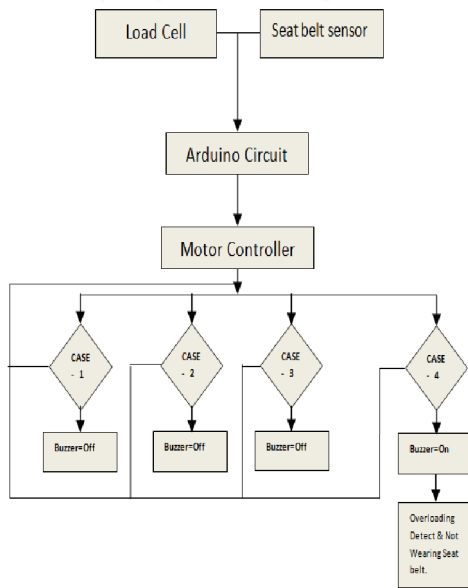 Load Cell
Seat belt sensor
Arduino Circuit
Motor Controller
CASE
- 1
CASE
- 2
CASE
- 3
CASE
- 4
Buzzer=Off
Buzzer=Off
Buzzer=Off
Buzzer=On
Overloading
Detect & Not
Wearing Seat
belt.